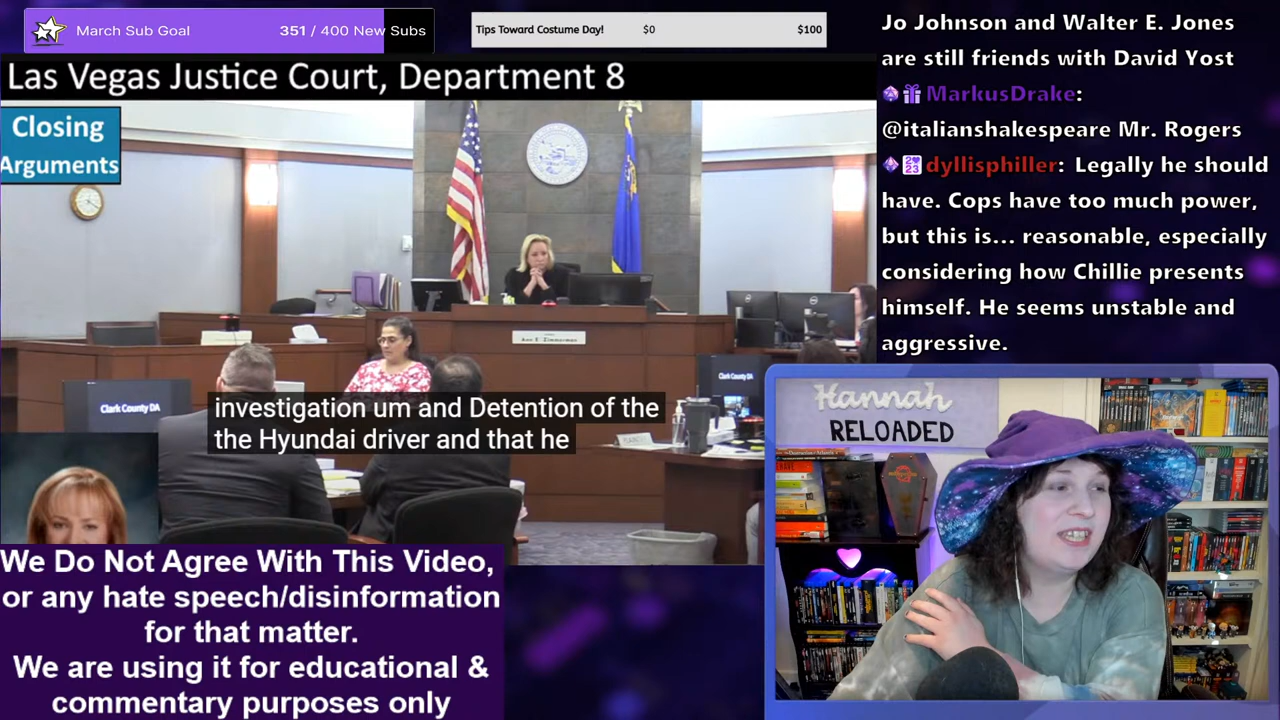 March Sub Goal
351 / 400 New Subs
Tips Toward Costume Day!
$0
$100
Las Vegas Justice Court, Department 8
Closing
Arguments
Clark County DA
Clark County DA
investigation um and Detention of the
the Hyundai driver and that he
We Do Not Agree With This Video,
or any hate speech/disinformation
for that matter.
We are using it for educational &
commentary purposes only
Jo Johnson and Walter E. Jones
are still friends with David Yost
MarkusDrake:
@italianshakespeare Mr. Rogers
dyllisphiller: Legally he should
have. Cops have too much power,
but this is... reasonable, especially
considering how Chillie presents
himself. He seems unstable and
aggressive.
Hannah
RELOADED